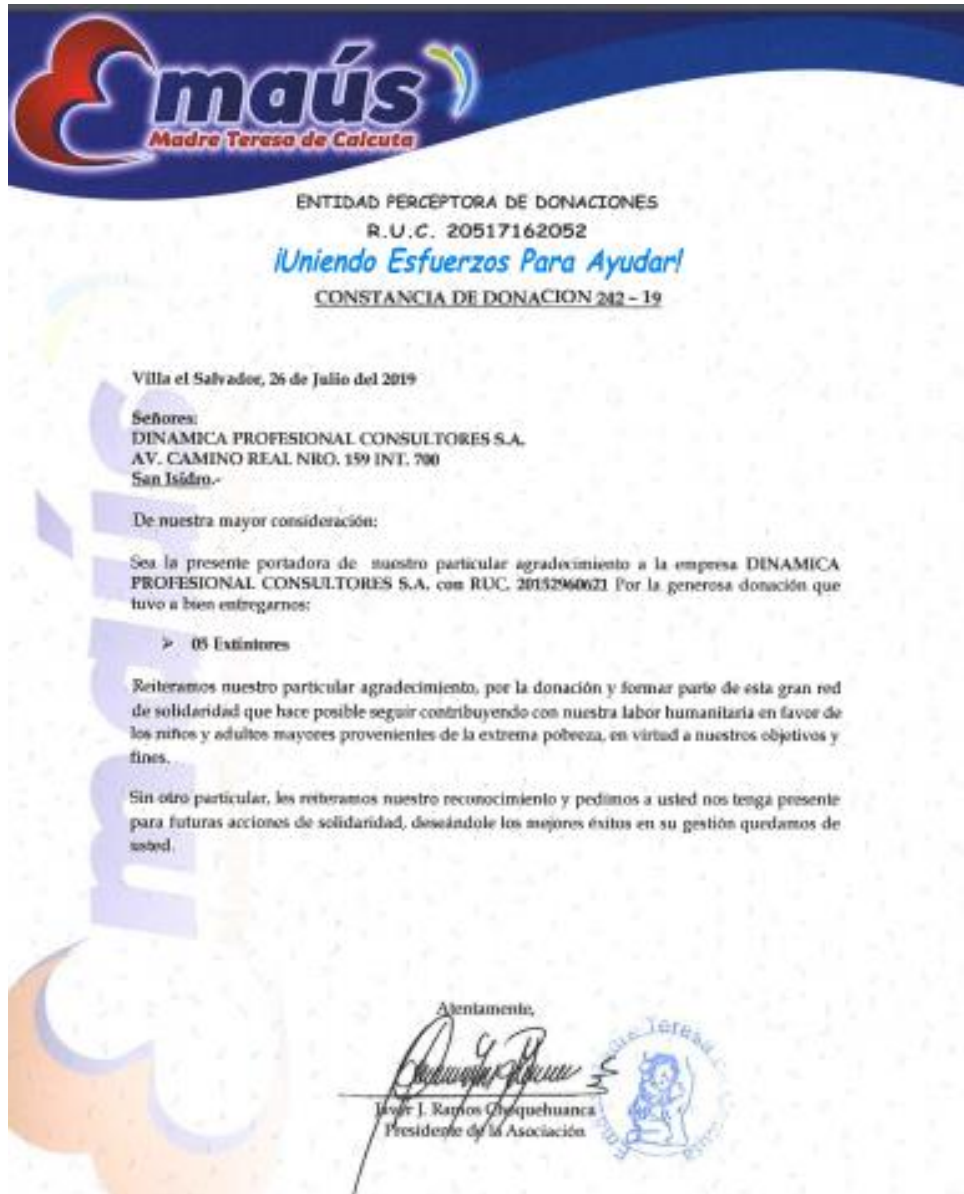 Emaús
Madre Teresa de Calcuta
ENTIDAD PERCEPTORA DE DONACIONES
R.U.C. 20517162052
¡Uniendo Esfuerzos Para Ayudar!
CONSTANCIA DE DONACION 242 – 19
Villa el Salvador, 26 de Julio del 2019
Señores:
DINAMICA PROFESIONAL CONSULTORES S.A.
AV. CAMINO REAL NRO. 159 INT. 700
San Isidro.-
De nuestra mayor consideración:
Sea la presente portadora de nuestro particular agradecimiento a la empresa DINAMICA
PROFESIONAL CONSULTORES S.A. con RUC. 20152960621 Por la generosa donación que
tuvo a bien entregarnos:
➢ 05 Extintores
Reiteramos nuestro particular agradecimiento, por la donación y formar parte de esta gran red
de solidaridad que hace posible seguir contribuyendo con nuestra labor humanitaria en favor de
los niños y adultos mayores provenientes de la extrema pobreza, en virtud a nuestros objetivos y
fines.
Sin otro particular, les reiteramos nuestro reconocimiento y pedimos a usted nos tenga presente
para futuras acciones de solidaridad, deseándole los mejores éxitos en su gestión quedamos de
usted.
Atentamente,
Javier J. Ramos Choquehuanca
Presidente de la Asociación
maús